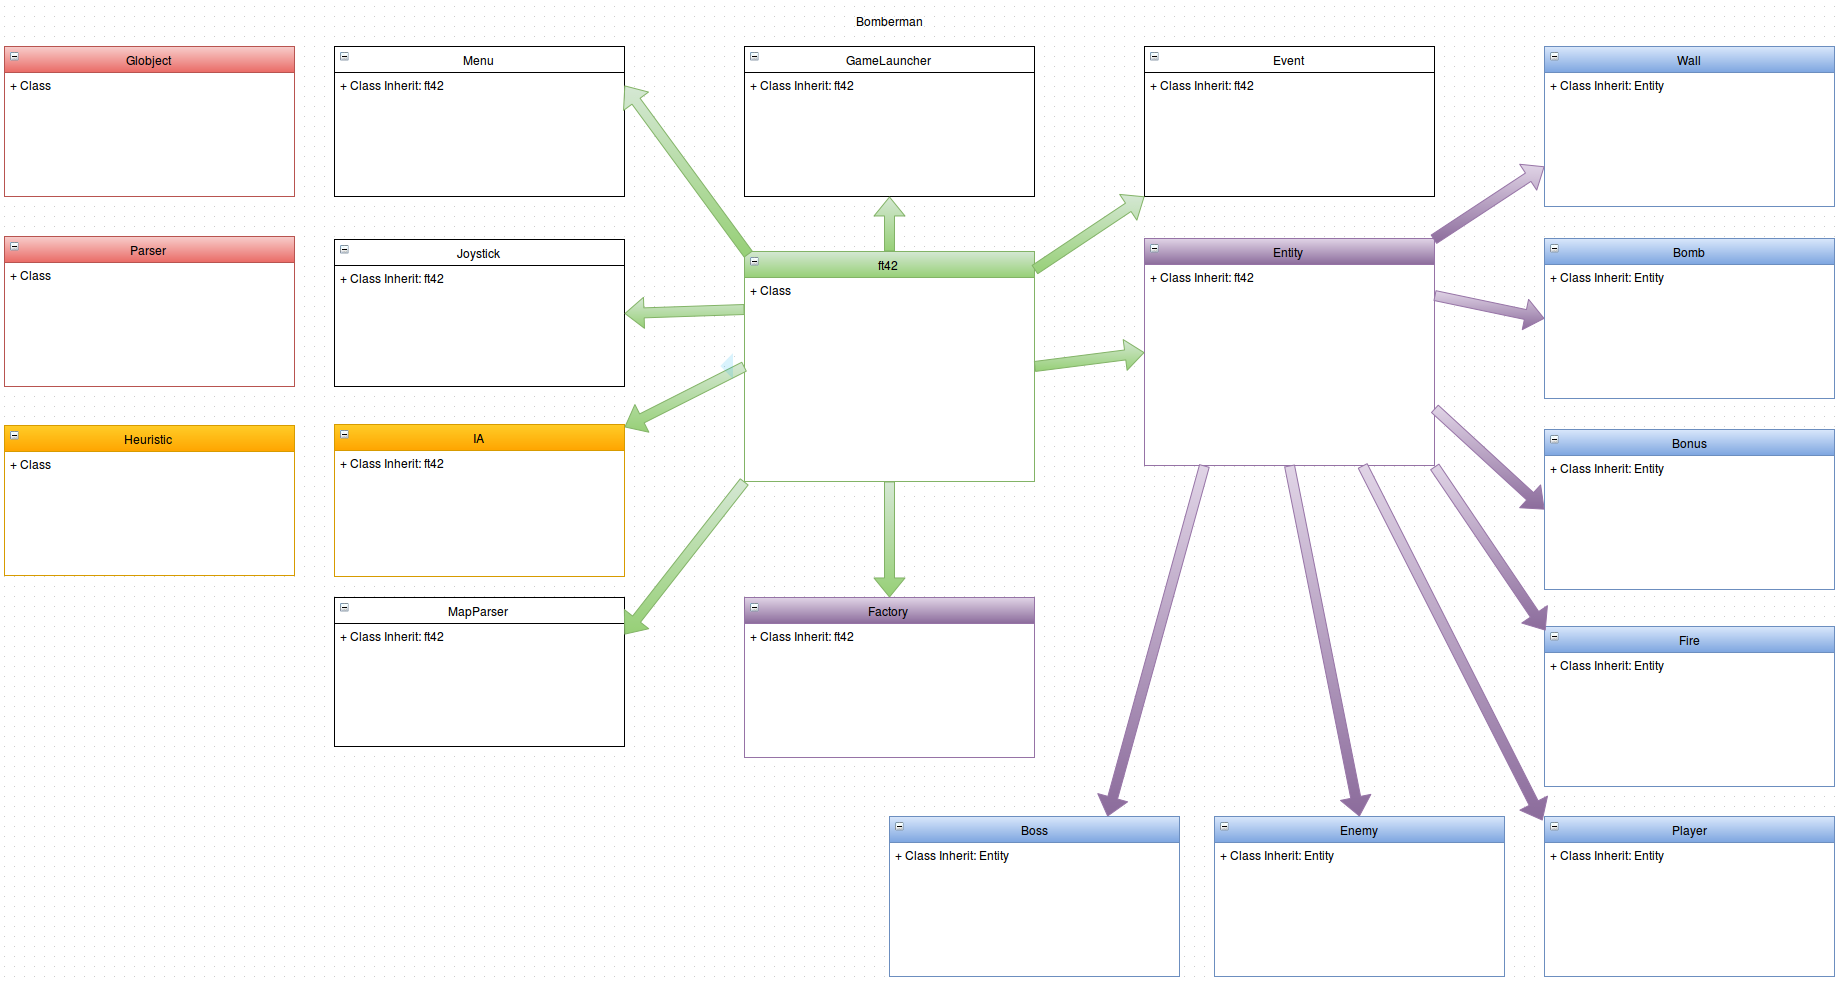 Bomberman
Globject
+ Class
Menu
+ Class Inherit: ft42
GameLauncher
+ Class Inherit: ft42
Event
+ Class Inherit: ft42
Wall
+ Class Inherit: Entity
Parser
+ Class
Joystick
+ Class Inherit: ft42
ft42
+ Class
Entity
+ Class Inherit: ft42
Bomb
+ Class Inherit: Entity
Heuristic
+ Class
IA
+ Class Inherit: ft42
Bonus
+ Class Inherit: Entity
MapParser
+ Class Inherit: ft42
Factory
+ Class Inherit: ft42
Fire
+ Class Inherit: Entity
Boss
+ Class Inherit: Entity
Enemy
+ Class Inherit: Entity
Player
+ Class Inherit: Entity